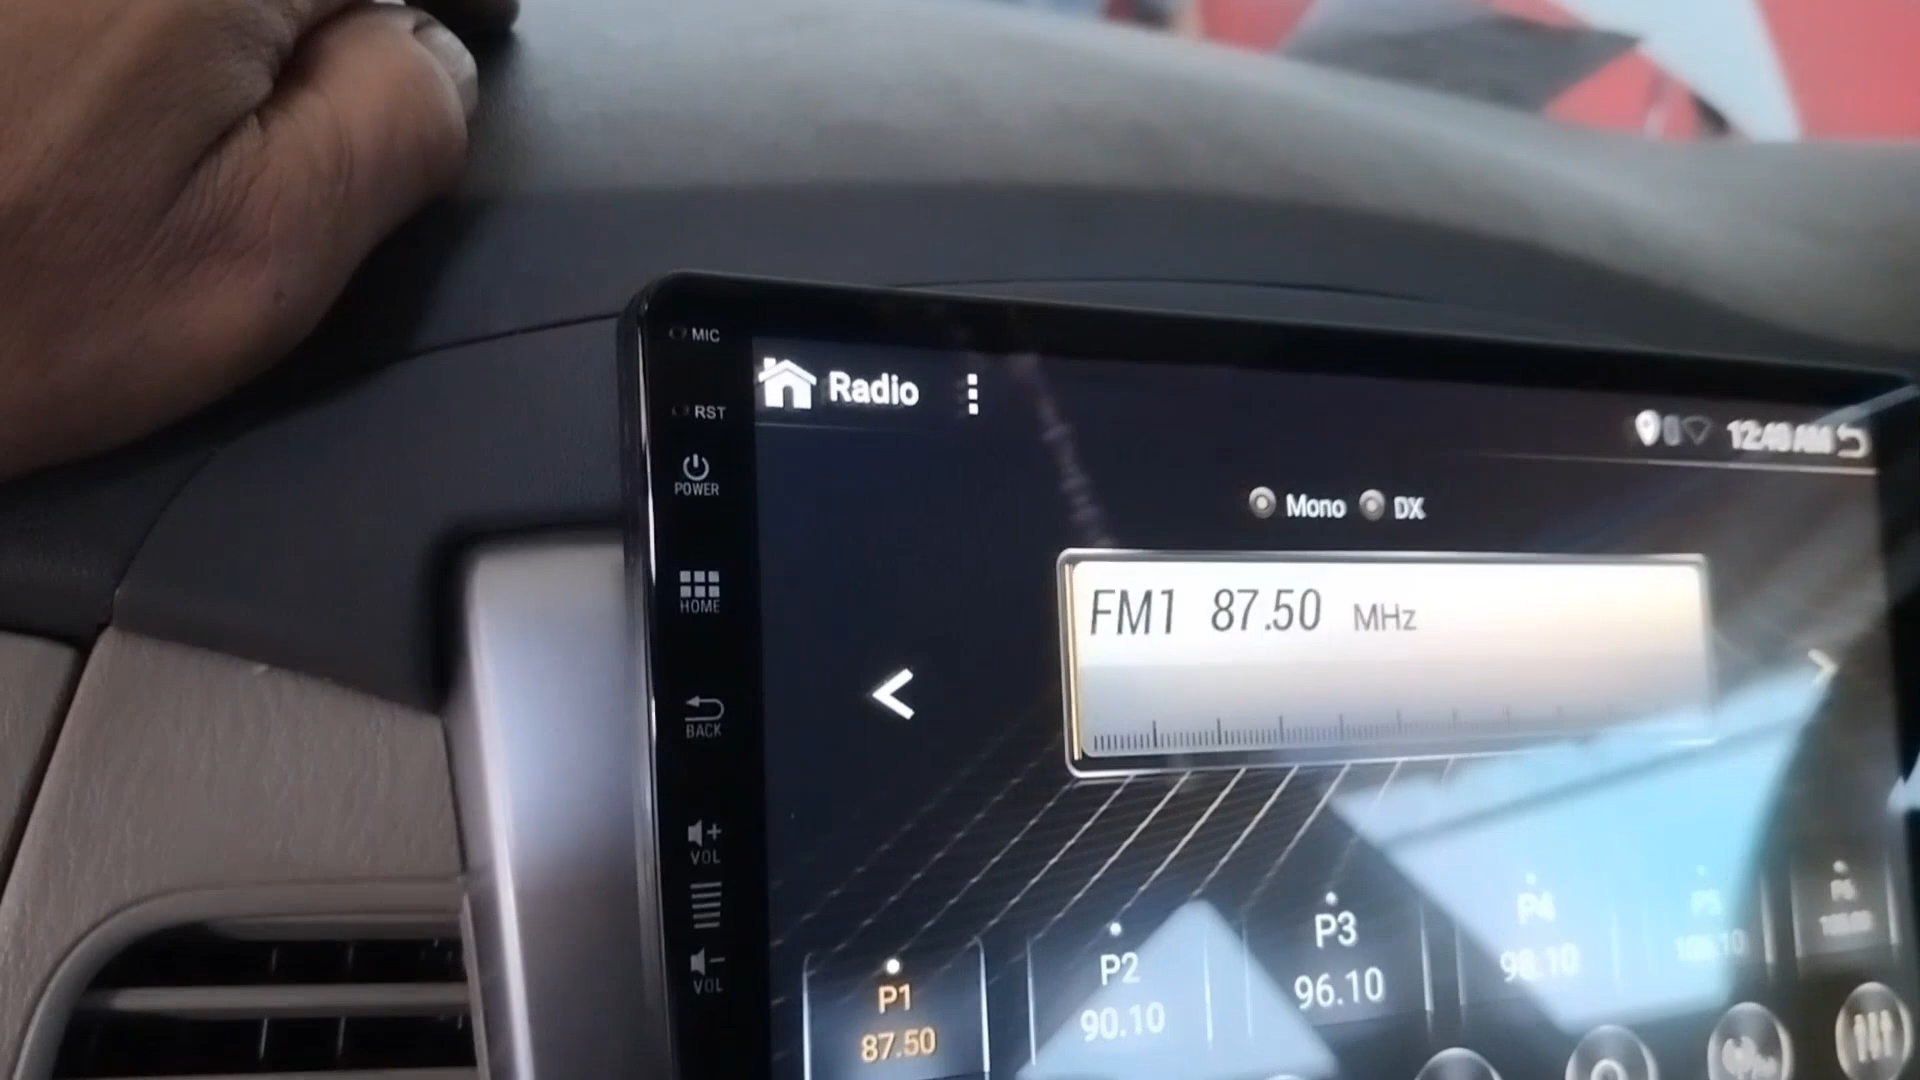 MIC
RST
POWER
HOME
BACK
VOL
VOL
Radio
12:40 AM
Mono DX
FM1 87.50 MHz
P1
87.50
P2
90.10
P3
96.10
P4
98.10